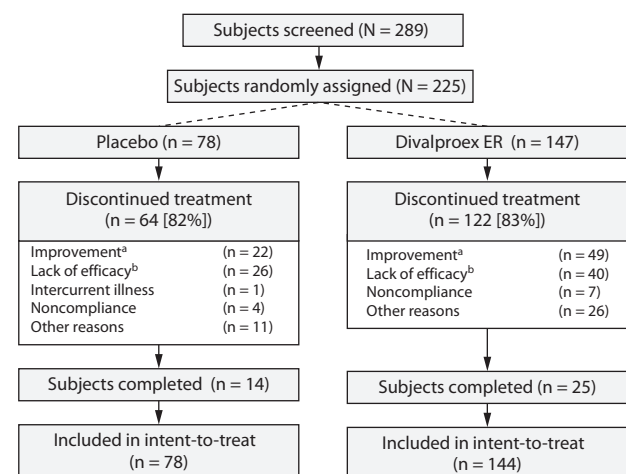 Subjects screened (N = 289)
Subjects randomly assigned (N = 225)
Placebo (n = 78)
Discontinued treatment
(n = 64 [82%])
Improvementᵃ (n = 22)
Lack of efficacyᵇ (n = 26)
Intercurrent illness (n = 1)
Noncompliance (n = 4)
Other reasons (n = 11)
Subjects completed (n = 14)
Included in intent-to-treat
(n = 78)
Divalproex ER (n = 147)
Discontinued treatment
(n = 122 [83%])
Improvementᵃ (n = 49)
Lack of efficacyᵇ (n = 40)
Noncompliance (n = 7)
Other reasons (n = 26)
Subjects completed (n = 25)
Included in intent-to-treat
(n = 144)